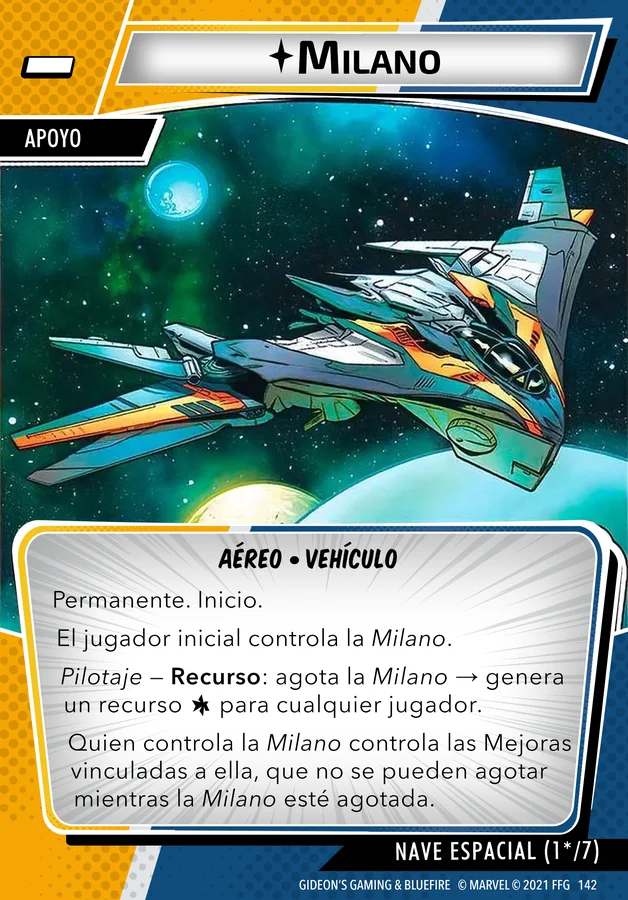 ✦MILANO
APOYO
AÉREO • VEHÍCULO
Permanente. Inicio.
El jugador inicial controla la Milano.
Pilotaje – Recurso: agota la Milano → genera
un recurso para cualquier jugador.
Quien controla la Milano controla las Mejoras
vinculadas a ella, que no se pueden agotar
mientras la Milano esté agotada.
NAVE ESPACIAL (1*/7)
GIDEON'S GAMING & BLUEFIRE © MARVEL © 2021 FFG 142